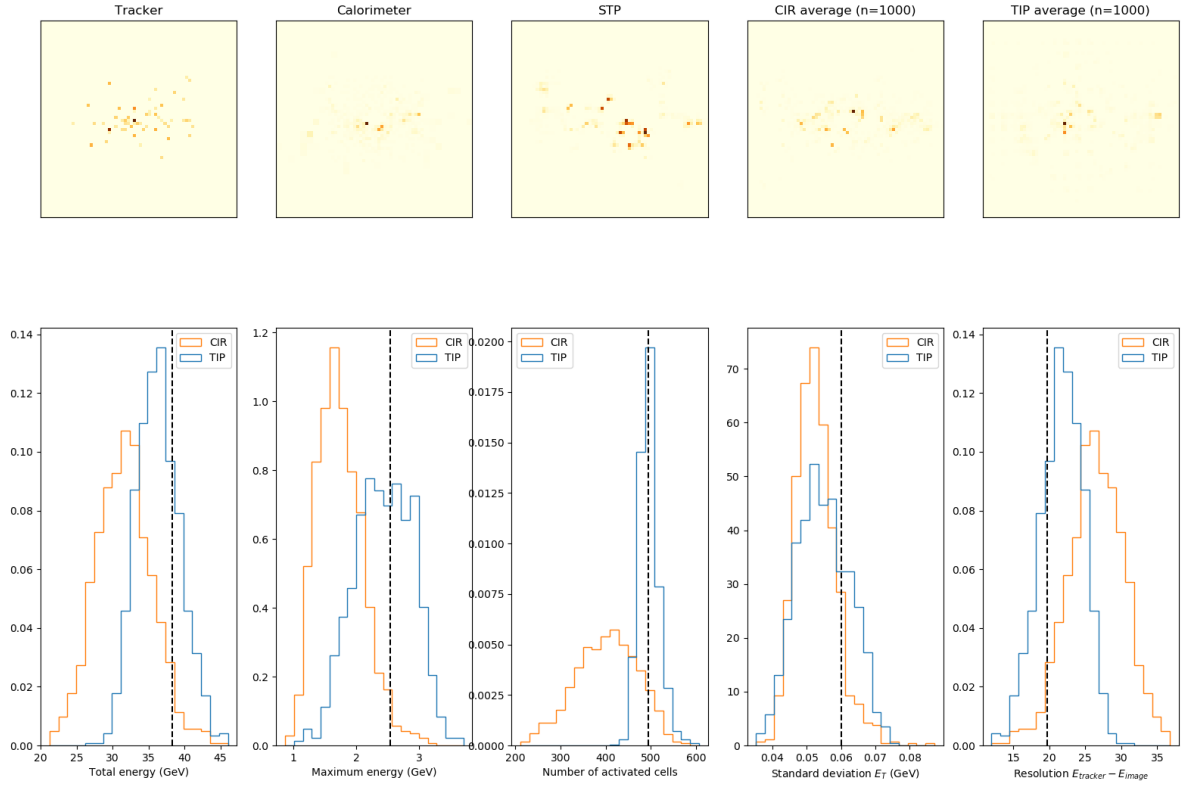 Tracker
Calorimeter
STP
CIR average (n=1000)
TIP average (n=1000)
0.14
0.12
0.10
0.08
0.06
0.04
0.02
0.00
20 25 30 35 40 45
Total energy (GeV)
CIR
TIP
1.2
1.0
0.8
0.6
0.4
0.2
0.0
1 2 3
Maximum energy (GeV)
CIR
TIP
0.0200
0.0175
0.0150
0.0125
0.0100
0.0075
0.0050
0.0025
0.0000
200 300 400 500 600
Number of activated cells
CIR
TIP
70
60
50
40
30
20
10
0
0.04 0.05 0.06 0.07 0.08
Standard deviation E_T (GeV)
CIR
TIP
0.14
0.12
0.10
0.08
0.06
0.04
0.02
0.00
15 20 25 30 35
Resolution E_tracker − E_image
CIR
TIP